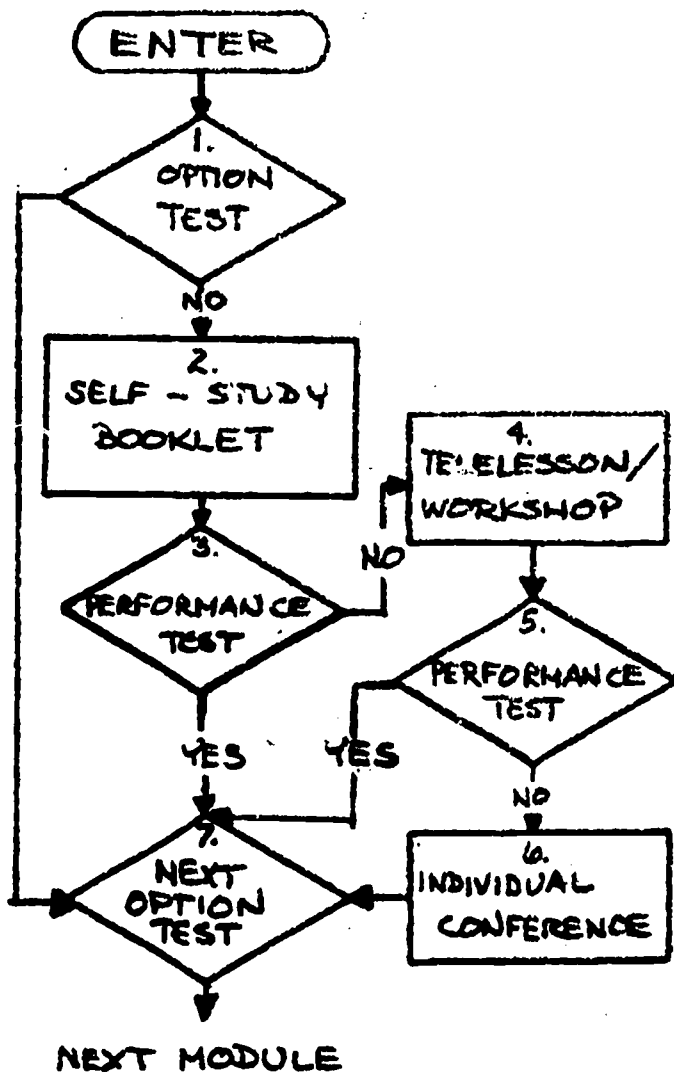 ENTER
1.
OPTION
TEST
NO
2.
SELF - STUDY
BOOKLET
3.
PERFORMANCE
TEST
NO
4.
TELELESSON/
WORKSHOP
5.
PERFORMANCE
TEST
YES
YES
NO
6.
INDIVIDUAL
CONFERENCE
7.
NEXT
OPTION
TEST
NEXT MODULE